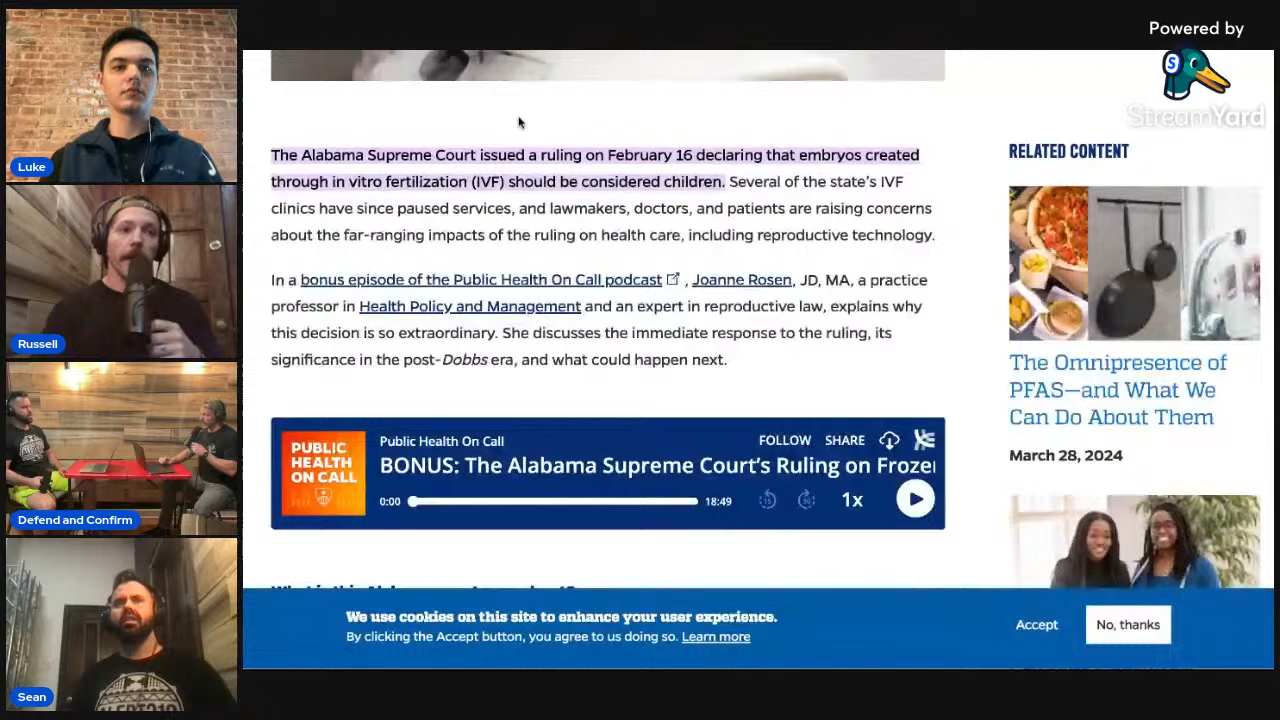 Powered by
StreamYard
Luke
Russell
Defend and Confirm
Sean
The Alabama Supreme Court issued a ruling on February 16 declaring that embryos created
through in vitro fertilization (IVF) should be considered children. Several of the state's IVF
clinics have since paused services, and lawmakers, doctors, and patients are raising concerns
about the far-ranging impacts of the ruling on health care, including reproductive technology.
In a bonus episode of the Public Health On Call podcast , Joanne Rosen, JD, MA, a practice
professor in Health Policy and Management and an expert in reproductive law, explains why
this decision is so extraordinary. She discusses the immediate response to the ruling, its
significance in the post-Dobbs era, and what could happen next.
PUBLIC
HEALTH
ON CALL
Public Health On Call
FOLLOW SHARE
BONUS: The Alabama Supreme Court's Ruling on Frozen
0:00
18:49
15
30
1x
RELATED CONTENT
The Omnipresence of
PFAS—and What We
Can Do About Them
March 28, 2024
We use cookies on this site to enhance your user experience.
By clicking the Accept button, you agree to us doing so. Learn more
Accept
No, thanks